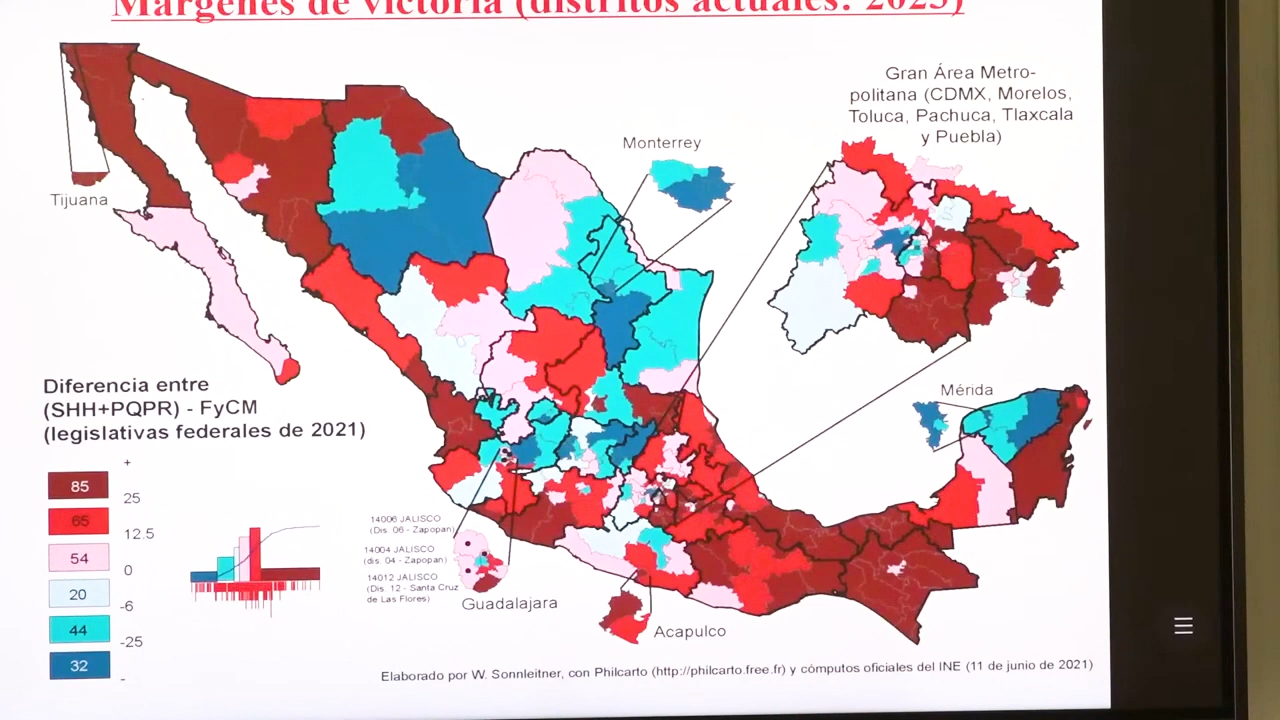 Márgenes de victoria (distritos actuales: 2023)
Gran Área Metro-
politana (CDMX, Morelos,
Toluca, Pachuca, Tlaxcala
y Puebla)
Monterrey
Tijuana
Mérida
Diferencia entre
(SHH+PQPR) - FyCM
(legislativas federales de 2021)
+
85
25
65
12.5
54
0
20
-6
44
-25
32
-
14006 JALISCO
(Dis. 06 - Zapopan)
14004 JALISCO
(dis. 04 - Zapopan)
14012 JALISCO
(Dis. 12 - Santa Cruz
de Las Flores)
Guadalajara
Acapulco
Elaborado por W. Sonnleitner, con Philcarto (http://philcarto.free.fr) y cómputos oficiales del INE (11 de junio de 2021)